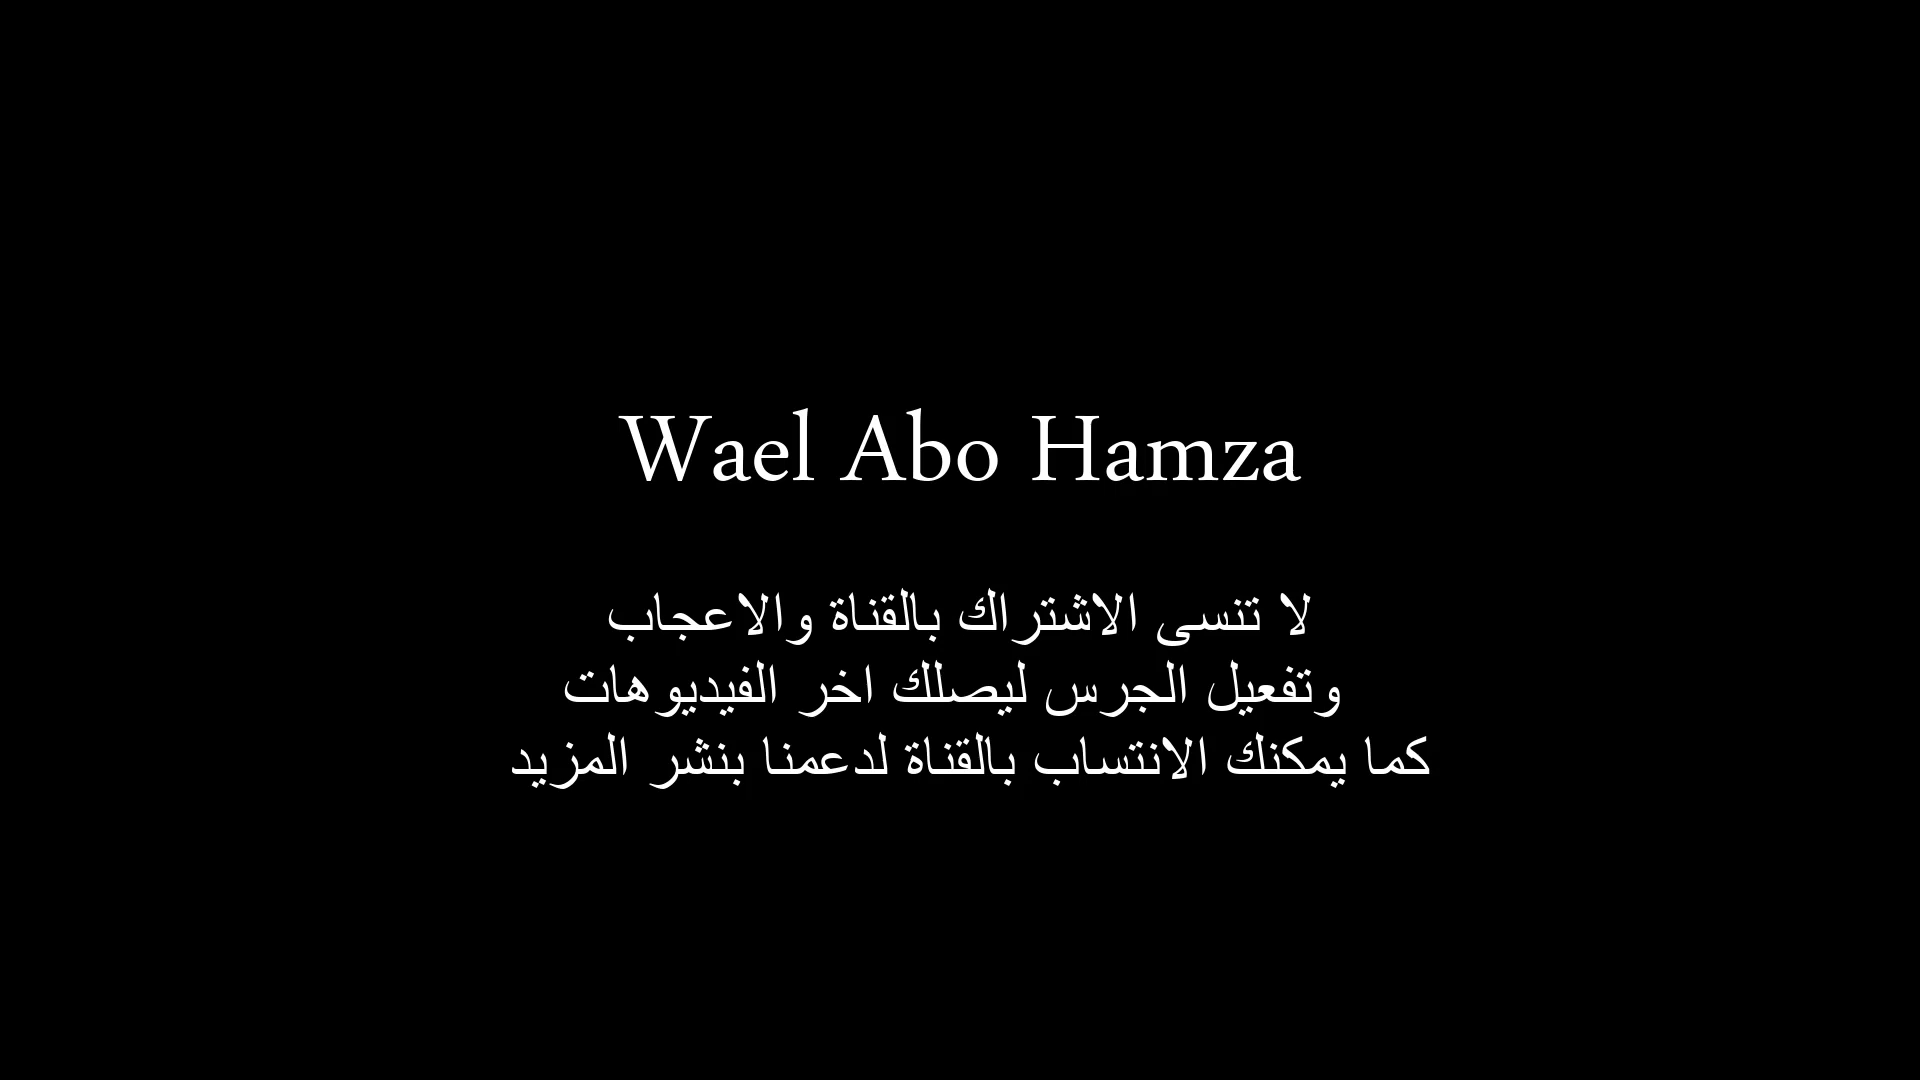 Wael Abo Hamza
لا تنسى الاشتراك بالقناة والاعجاب
وتفعيل الجرس ليصلك اخر الفيديوهات
كما يمكنك الانتساب بالقناة لدعمنا بنشر المزيد